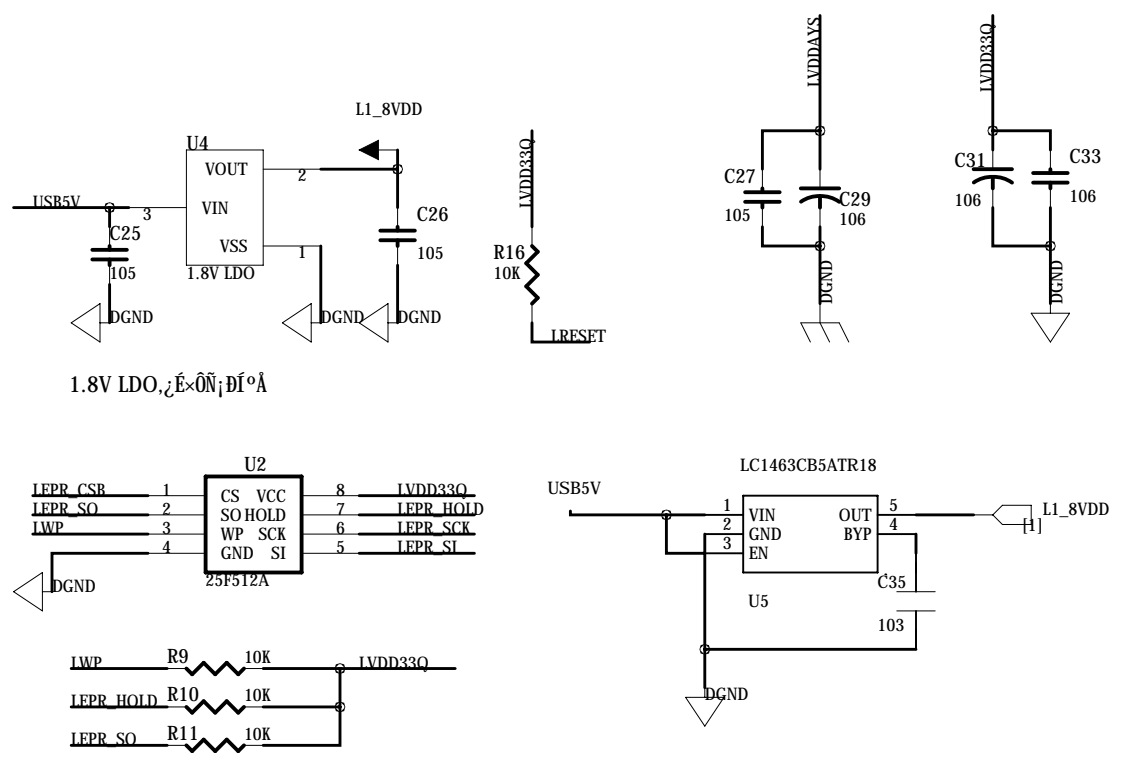 LVDDAYS
LVDD33Q
L1_8VDD
U4
VOUT
2
USB5V
3
VIN
C25
105
VSS
1
1.8V LDO
C26
105
DGND
DGND
DGND
LVDD33Q
R16
10K
LRESET
C27
105
C29
106
DGND
C31
106
C33
106
DGND
1.8V LDO,¿É×ÔÑ¡ÐÍºÅ
U2
LEPR_CSB 1 CS VCC 8 LVDD33Q
LEPR_SO 2 SO HOLD 7 LEPR_HOLD
LWP 3 WP SCK 6 LEPR_SCK
4 GND SI 5 LEPR_SI
25F512A
DGND
LC1463CB5ATR18
USB5V
1 VIN OUT 5
2 GND BYP 4
3 EN
L1_8VDD
[1]
U5
C35
103
DGND
LWP R9 10K LVDD33Q
LEPR_HOLD R10 10K
LEPR_SO R11 10K